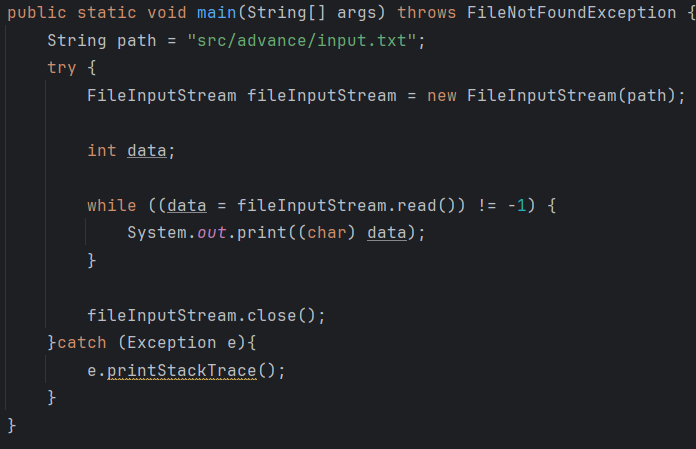 public static void main(String[] args) throws FileNotFoundException {
    String path = "src/advance/input.txt";
    try {
        FileInputStream fileInputStream = new FileInputStream(path);

        int data;

        while ((data = fileInputStream.read()) != -1) {
            System.out.print((char) data);
        }

        fileInputStream.close();
    }catch (Exception e){
        e.printStackTrace();
    }
}